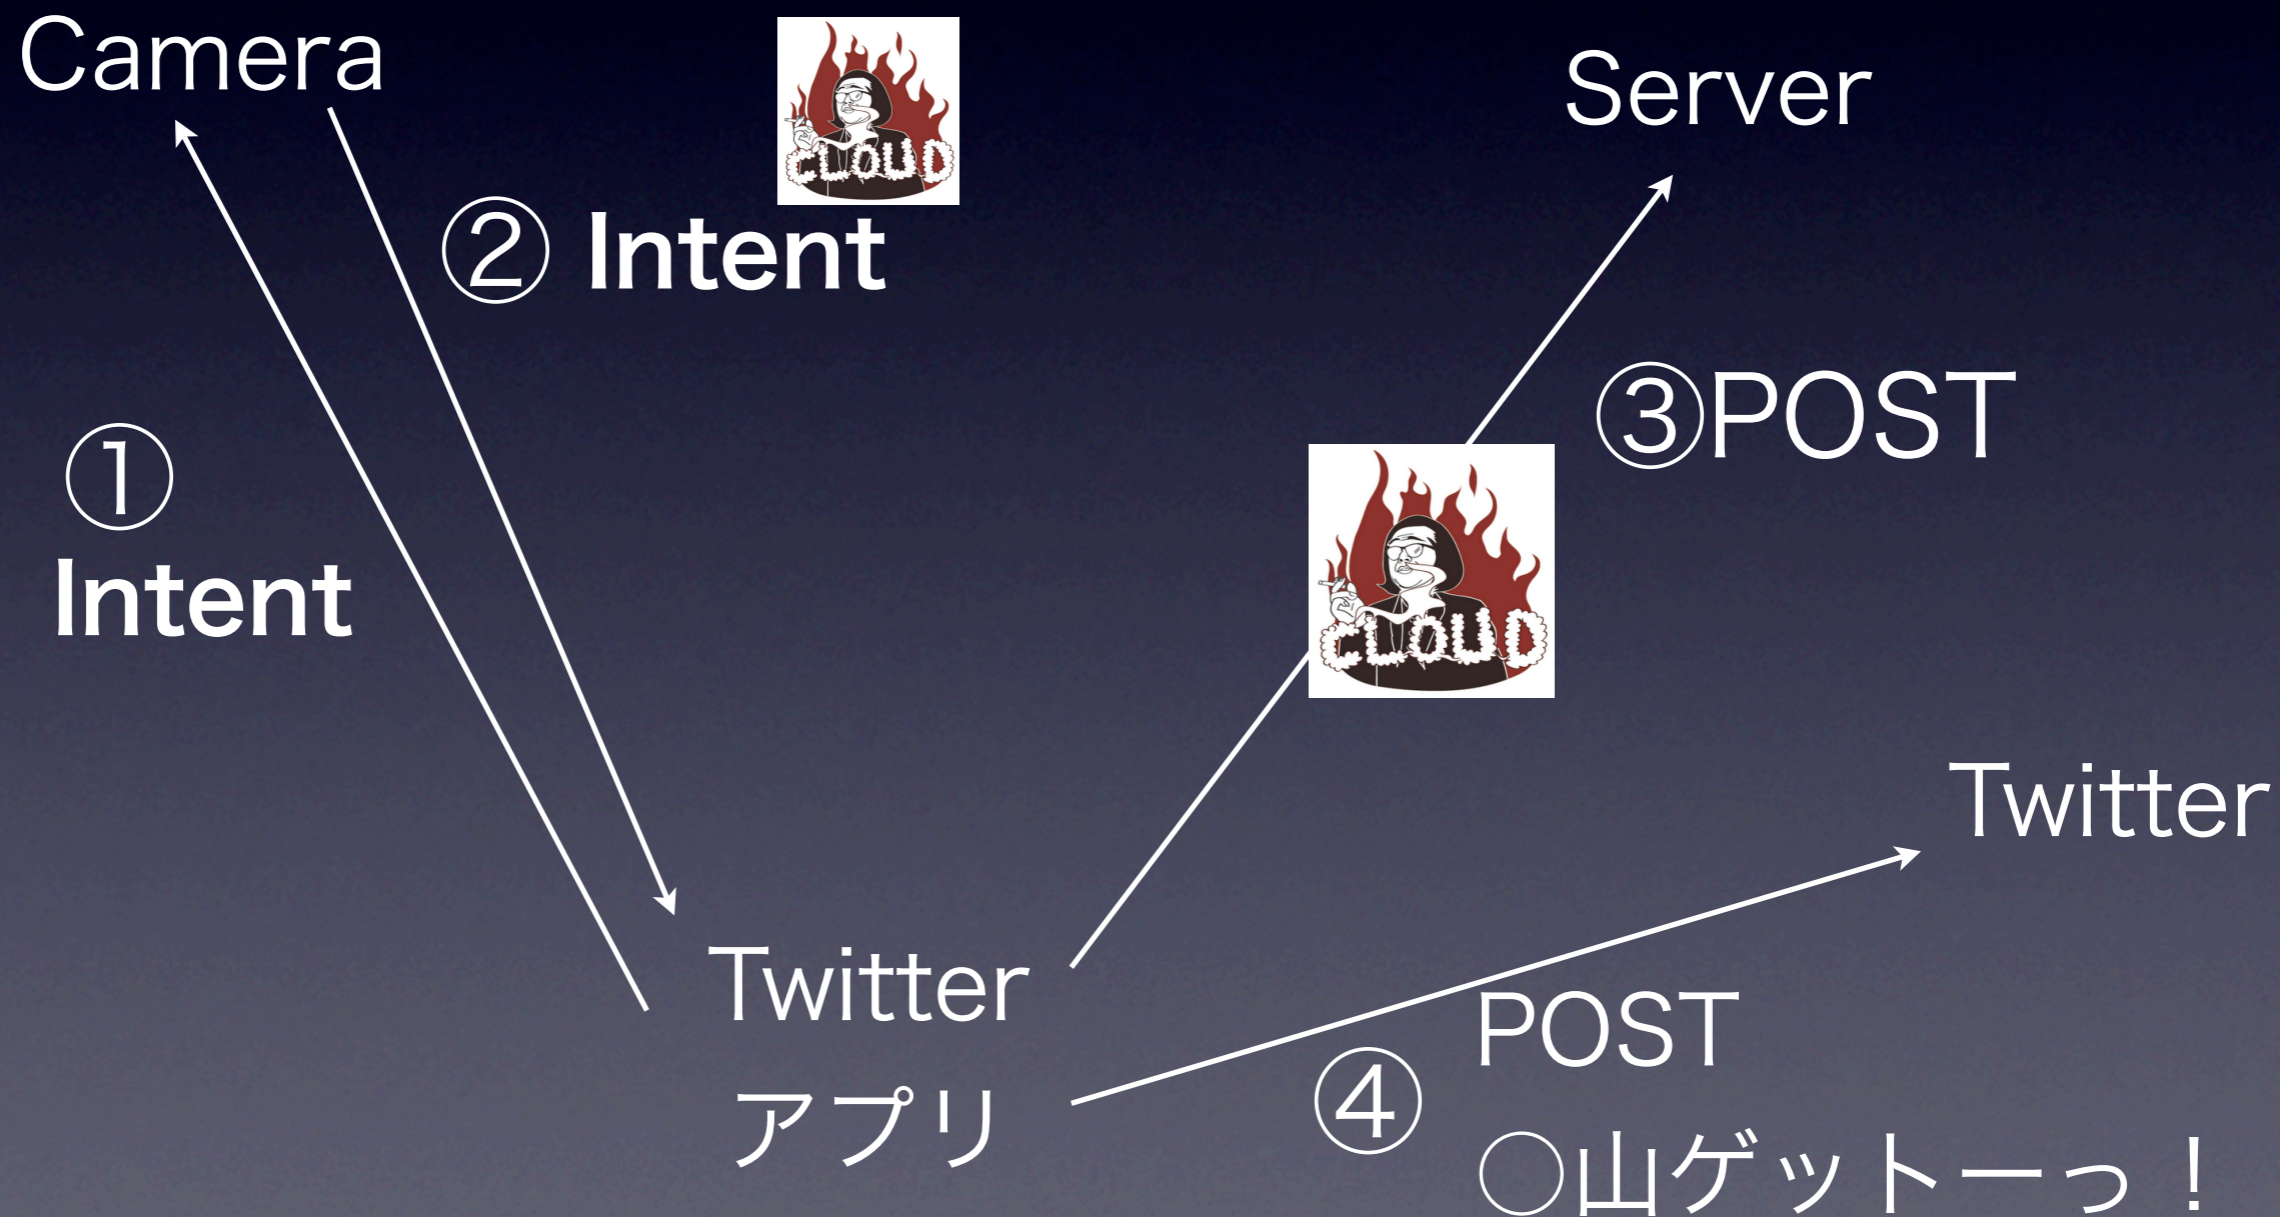 Camera
CLOUD
Server
② Intent
③POST
①
Intent
CLOUD
Twitter
Twitter
アプリ
④
POST
○山ゲットーっ！